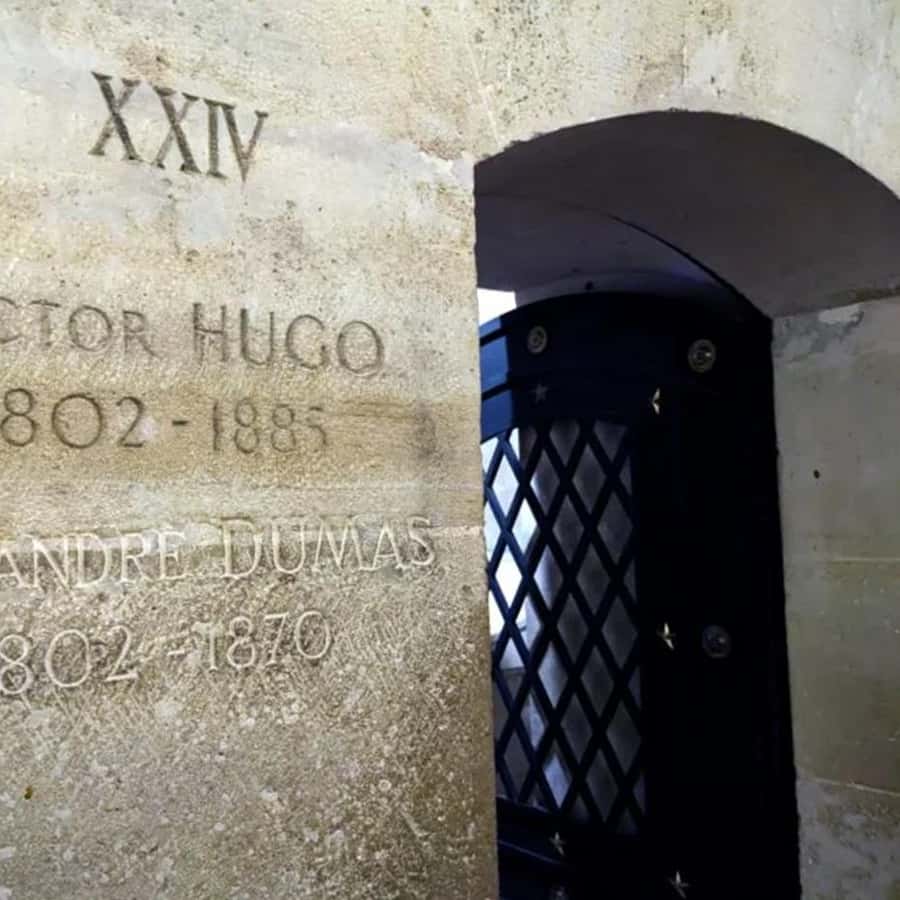 XXIV
CTOR HUGO
802 - 1885
ANDRE DUMAS
802 - 1870